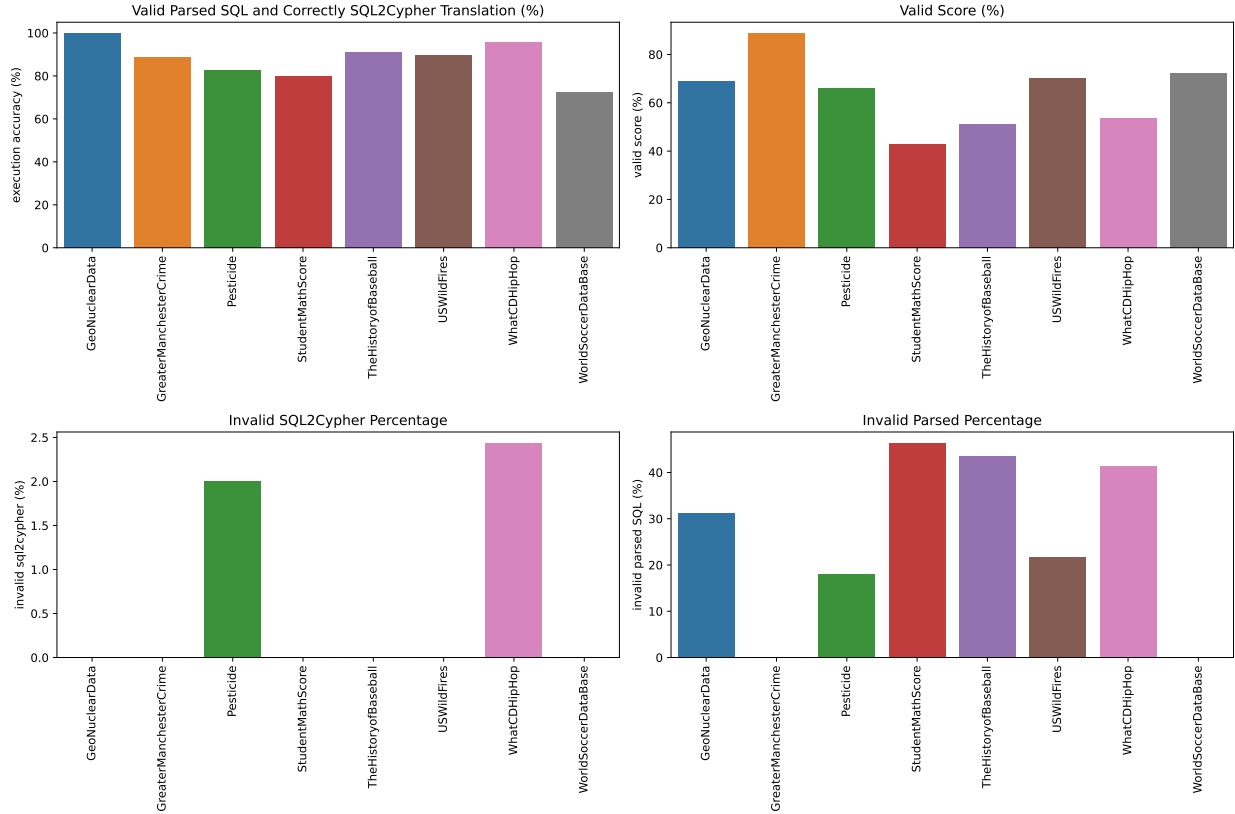 Valid Parsed SQL and Correctly SQL2Cypher Translation (%)
execution accuracy (%)
100
80
60
40
20
0
GeoNuclearData
GreaterManchesterCrime
Pesticide
StudentMathScore
TheHistoryofBaseball
USWildFires
WhatCDHipHop
WorldSoccerDataBase
Valid Score (%)
valid score (%)
80
60
40
20
0
GeoNuclearData
GreaterManchesterCrime
Pesticide
StudentMathScore
TheHistoryofBaseball
USWildFires
WhatCDHipHop
WorldSoccerDataBase
Invalid SQL2Cypher Percentage
invalid sql2cypher (%)
2.5
2.0
1.5
1.0
0.5
0.0
GeoNuclearData
GreaterManchesterCrime
Pesticide
StudentMathScore
TheHistoryofBaseball
USWildFires
WhatCDHipHop
WorldSoccerDataBase
Invalid Parsed Percentage
invalid parsed SQL (%)
40
30
20
10
0
GeoNuclearData
GreaterManchesterCrime
Pesticide
StudentMathScore
TheHistoryofBaseball
USWildFires
WhatCDHipHop
WorldSoccerDataBase